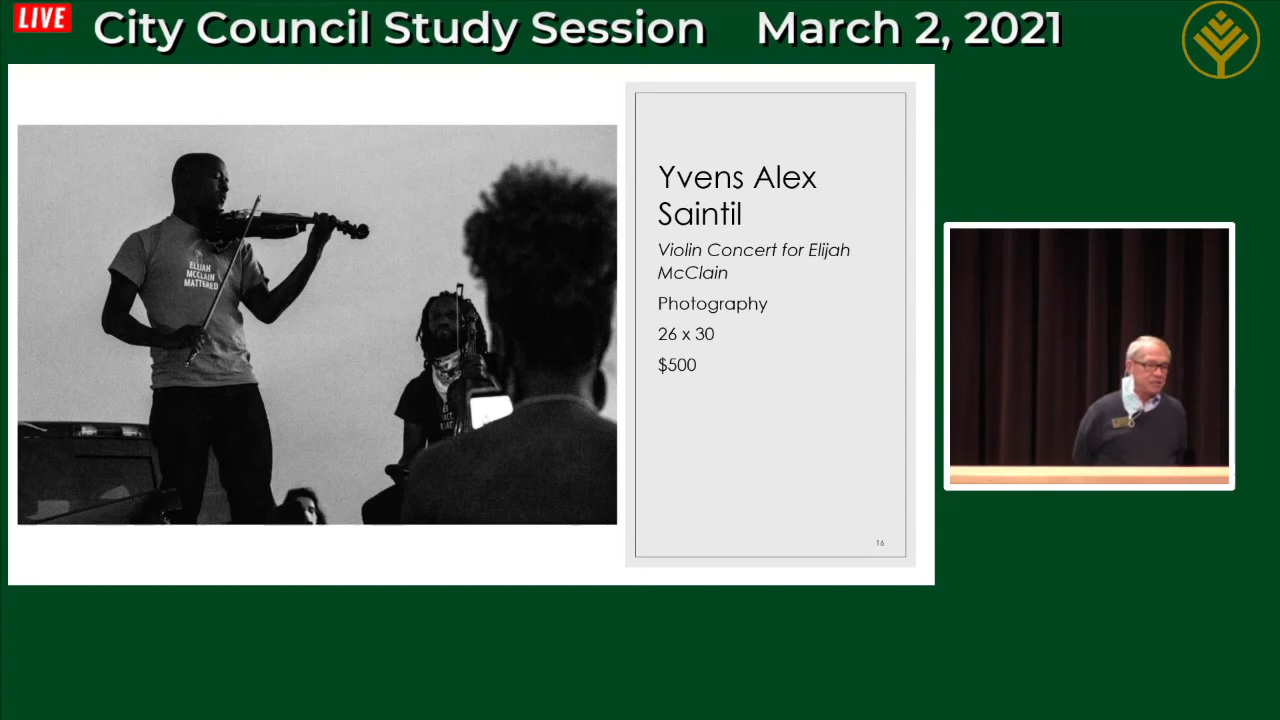 LIVE
City Council Study Session March 2, 2021
ELIJAH
MCCLAIN
MATTERED
Yvens Alex
Saintil
Violin Concert for Elijah
McClain
Photography
26 x 30
$500
16